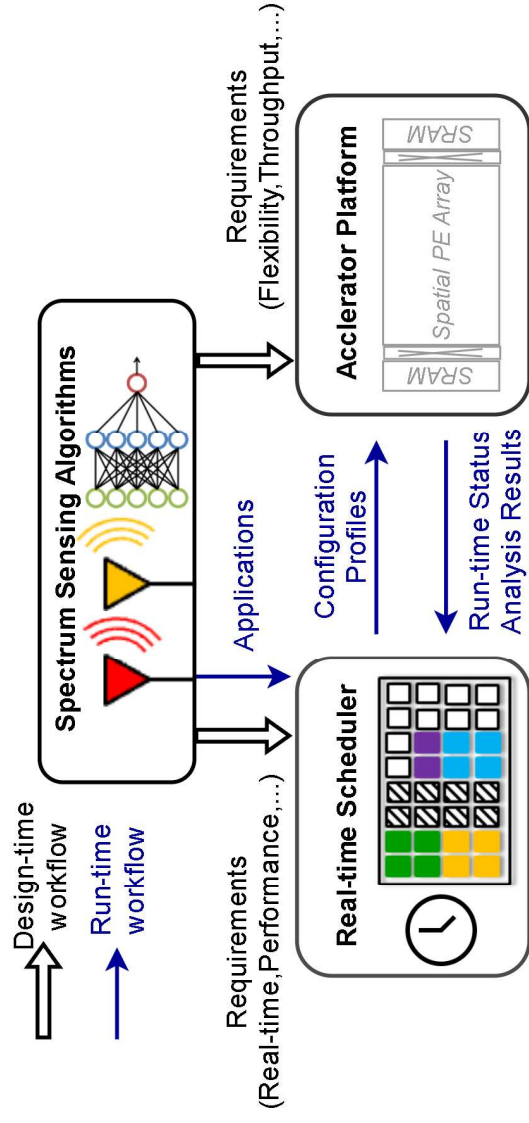 Design-time
workflow
Run-time
workflow
Spectrum Sensing Algorithms
Requirements
(Real-time,Performance,...)
Applications
Requirements
(Flexibility,Throughput,...)
Real-time Scheduler
Configuration
Profiles
Run-time Status
Analysis Results
Acclerator Platform
SRAM
Spatial PE Array
SRAM